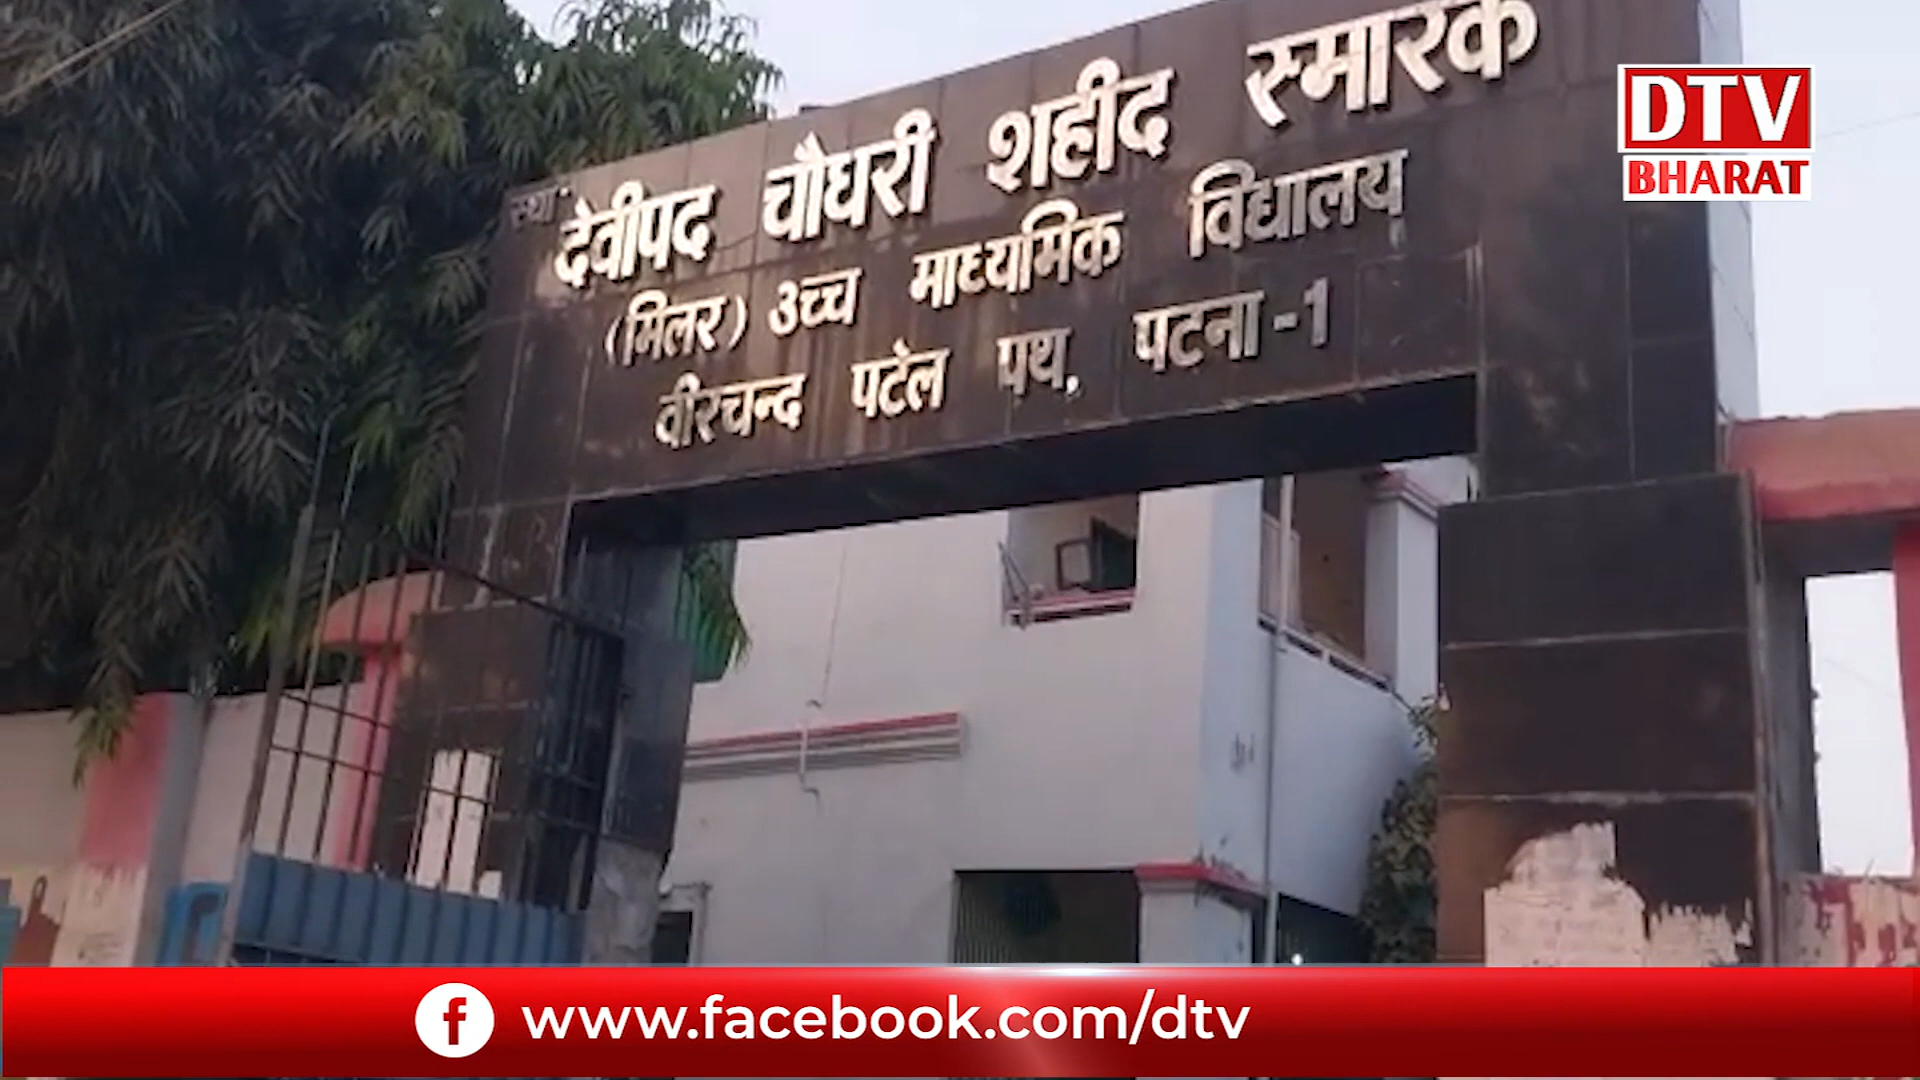 देवीपद चौधरी शहीद स्मारक
(मिलर) उच्च माध्यमिक विद्यालय
वीरचन्द पटेल पथ, पटना-1
DTV
BHARAT
www.facebook.com/dtv